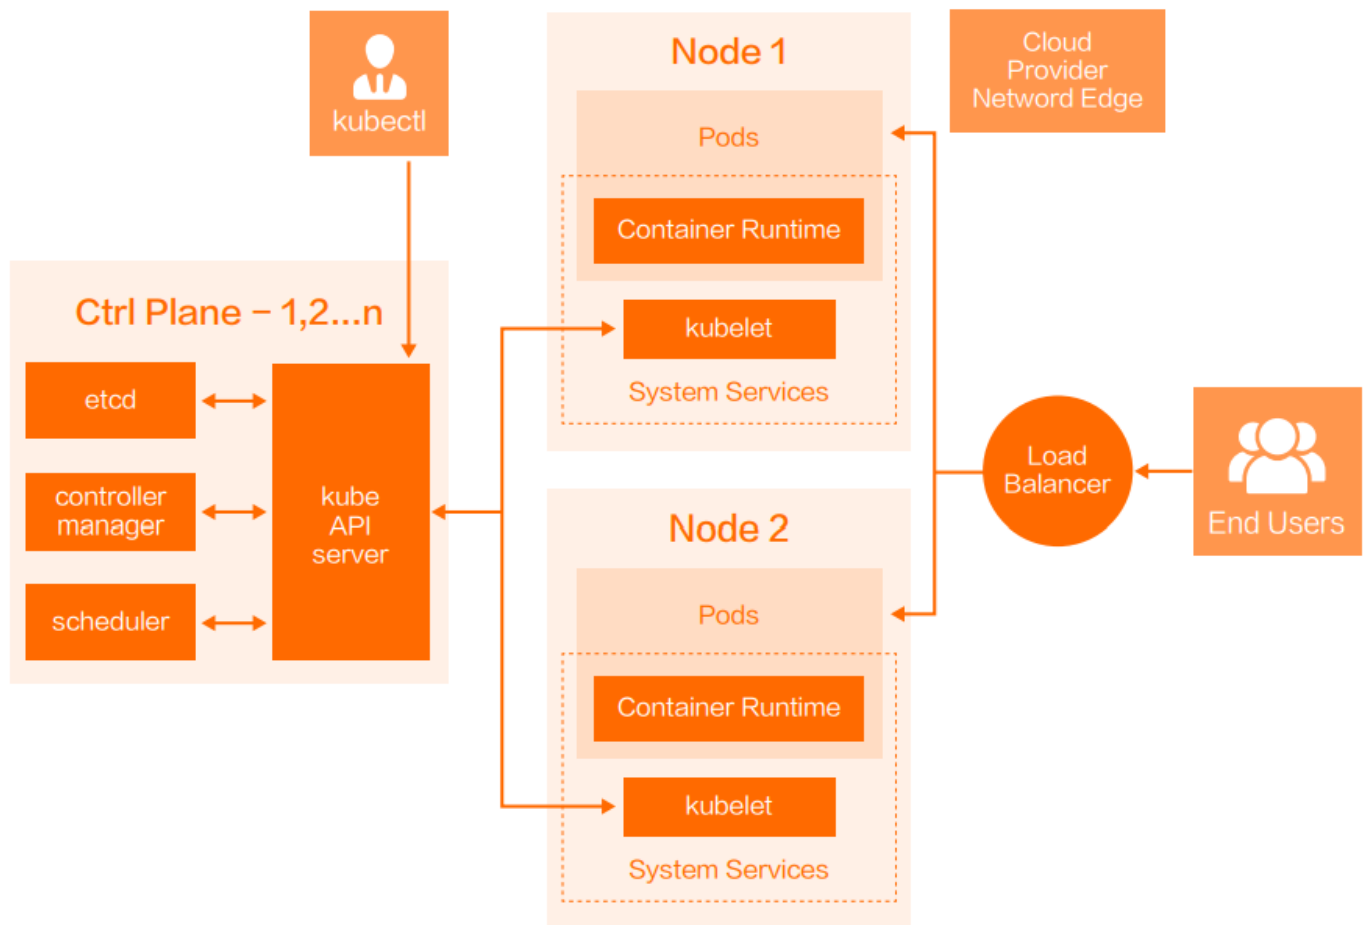 kubectl
Ctrl Plane – 1,2...n
etcd
controller
manager
scheduler
kube
API
server
Node 1
Pods
Container Runtime
kubelet
System Services
Node 2
Pods
Container Runtime
kubelet
System Services
Cloud
Provider
Netword Edge
Load
Balancer
End Users